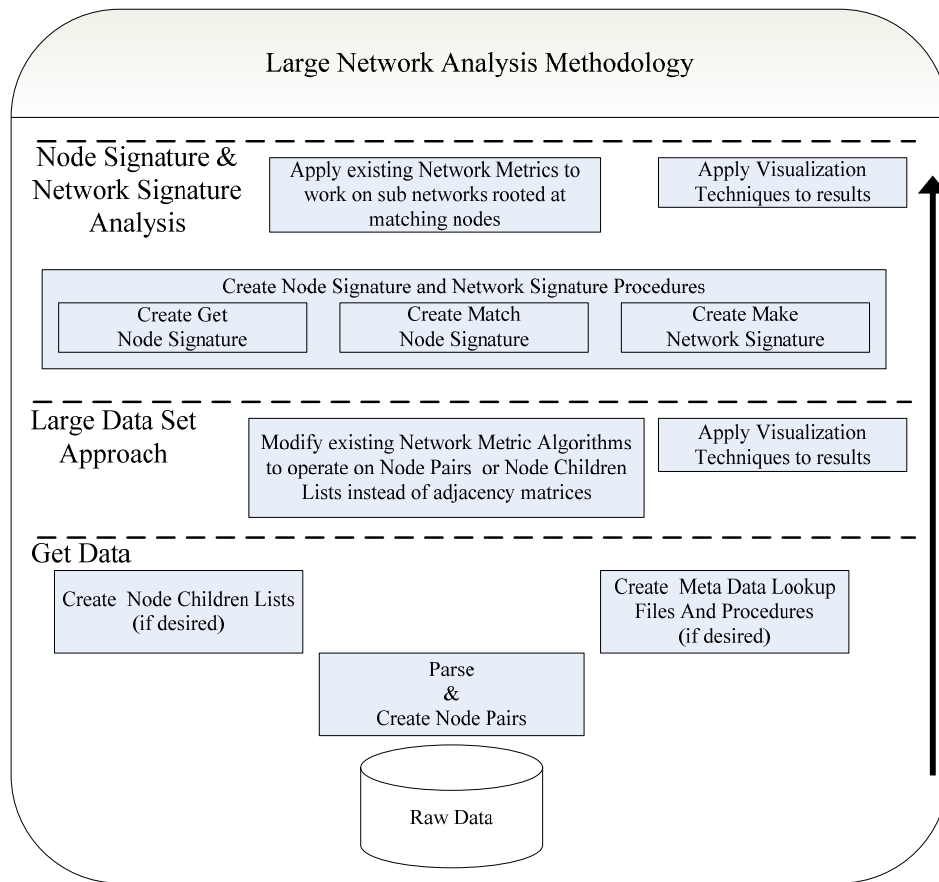 Large Network Analysis Methodology
Node Signature &
Network Signature
Analysis
Apply existing Network Metrics to
work on sub networks rooted at
matching nodes
Apply Visualization
Techniques to results
Create Node Signature and Network Signature Procedures
Create Get
Node Signature
Create Match
Node Signature
Create Make
Network Signature
Large Data Set
Approach
Modify existing Network Metric Algorithms
to operate on Node Pairs or Node Children
Lists instead of adjacency matrices
Apply Visualization
Techniques to results
Get Data
Create Node Children Lists
(if desired)
Create Meta Data Lookup
Files And Procedures
(if desired)
Parse
&
Create Node Pairs
Raw Data